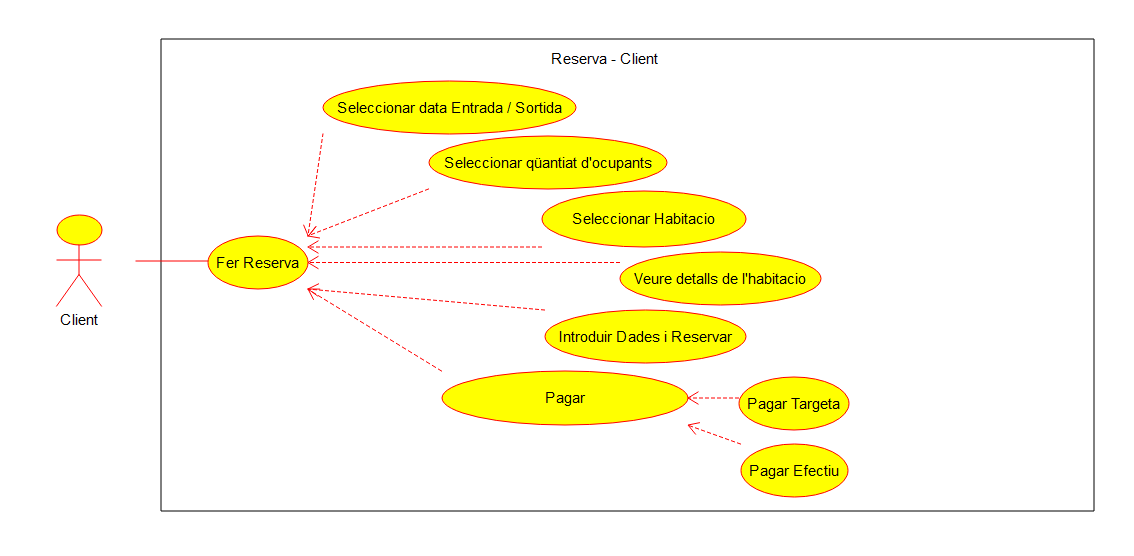 Reserva - Client
Seleccionar data Entrada / Sortida
Seleccionar qüantiat d'ocupants
Seleccionar Habitacio
Fer Reserva
Veure detalls de l'habitacio
Client
Introduir Dades i Reservar
Pagar
Pagar Targeta
Pagar Efectiu